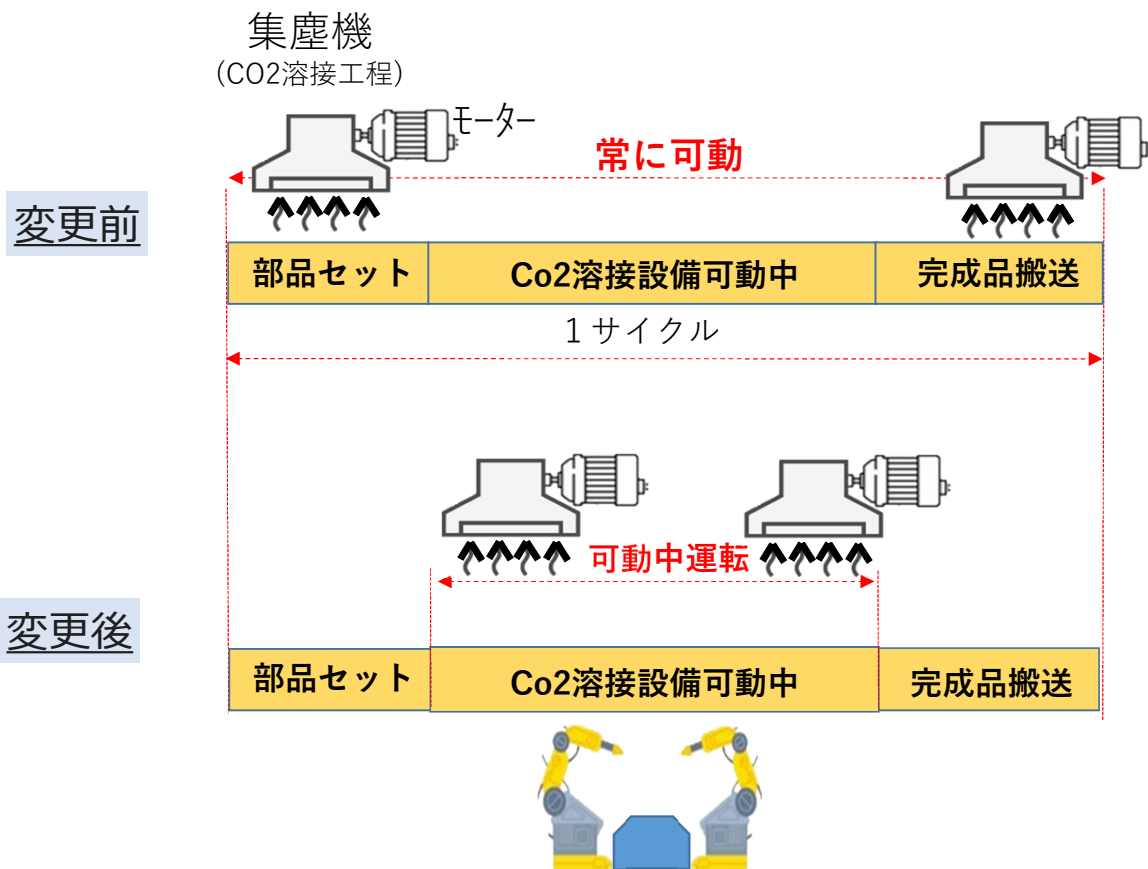 集塵機
(CO2溶接工程)
ﾓｰﾀｰ
常に可動
変更前
部品セット
Co2溶接設備可動中
完成品搬送
１サイクル
可動中運転
変更後
部品セット
Co2溶接設備可動中
完成品搬送